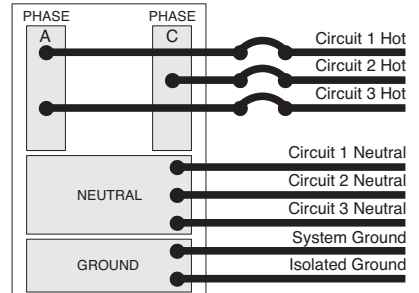 PHASE PHASE
A C
Circuit 1 Hot
Circuit 2 Hot
Circuit 3 Hot
Circuit 1 Neutral
Circuit 2 Neutral
NEUTRAL
Circuit 3 Neutral
System Ground
GROUND
Isolated Ground